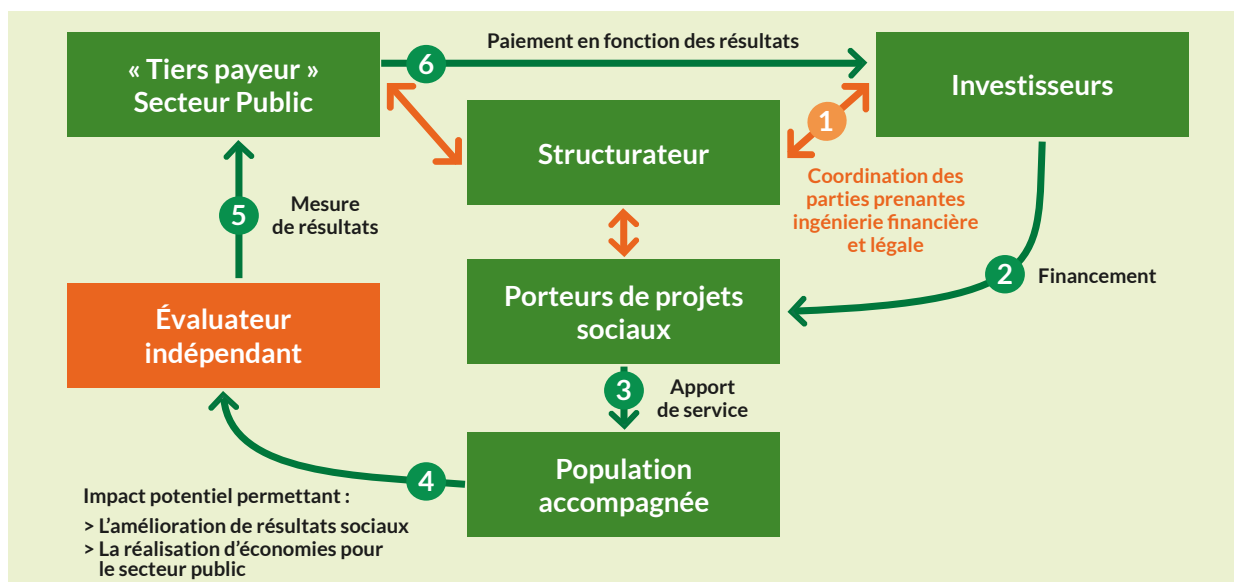 « Tiers payeur »
Secteur Public
6
Paiement en fonction des résultats
Investisseurs
Structurateur
1
Coordination des
parties prenantes
ingénierie financière
et légale
5
Mesure
de résultats
2
Financement
Évaluateur
indépendant
Porteurs de projets
sociaux
3
Apport
de service
4
Population
accompagnée
Impact potentiel permettant :
> L’amélioration de résultats sociaux
> La réalisation d’économies pour
le secteur public